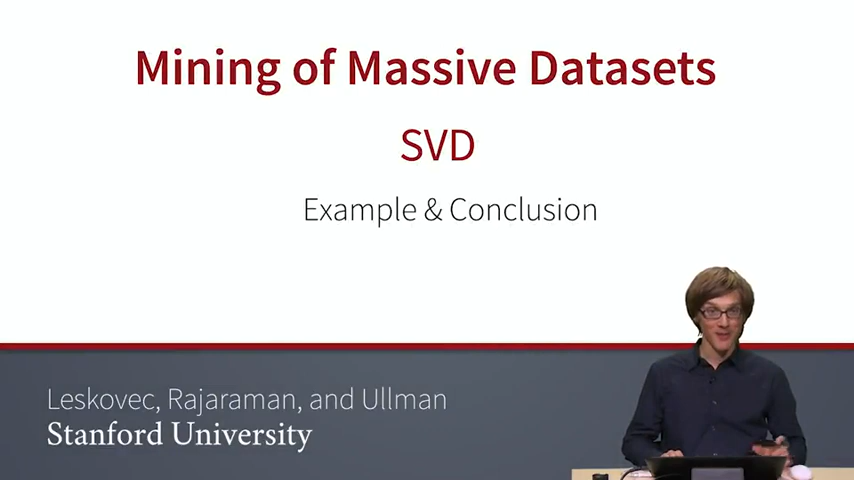 Mining of Massive Datasets
SVD
Example & Conclusion
Leskovec, Rajaraman, and Ullman
Stanford University